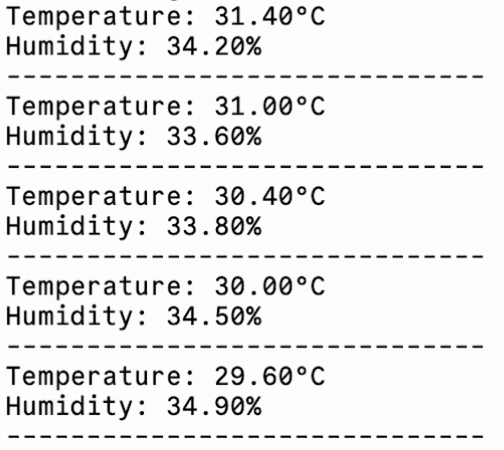 Temperature: 31.40°C
Humidity: 34.20%
------------------------------
Temperature: 31.00°C
Humidity: 33.60%
------------------------------
Temperature: 30.40°C
Humidity: 33.80%
------------------------------
Temperature: 30.00°C
Humidity: 34.50%
------------------------------
Temperature: 29.60°C
Humidity: 34.90%
------------------------------